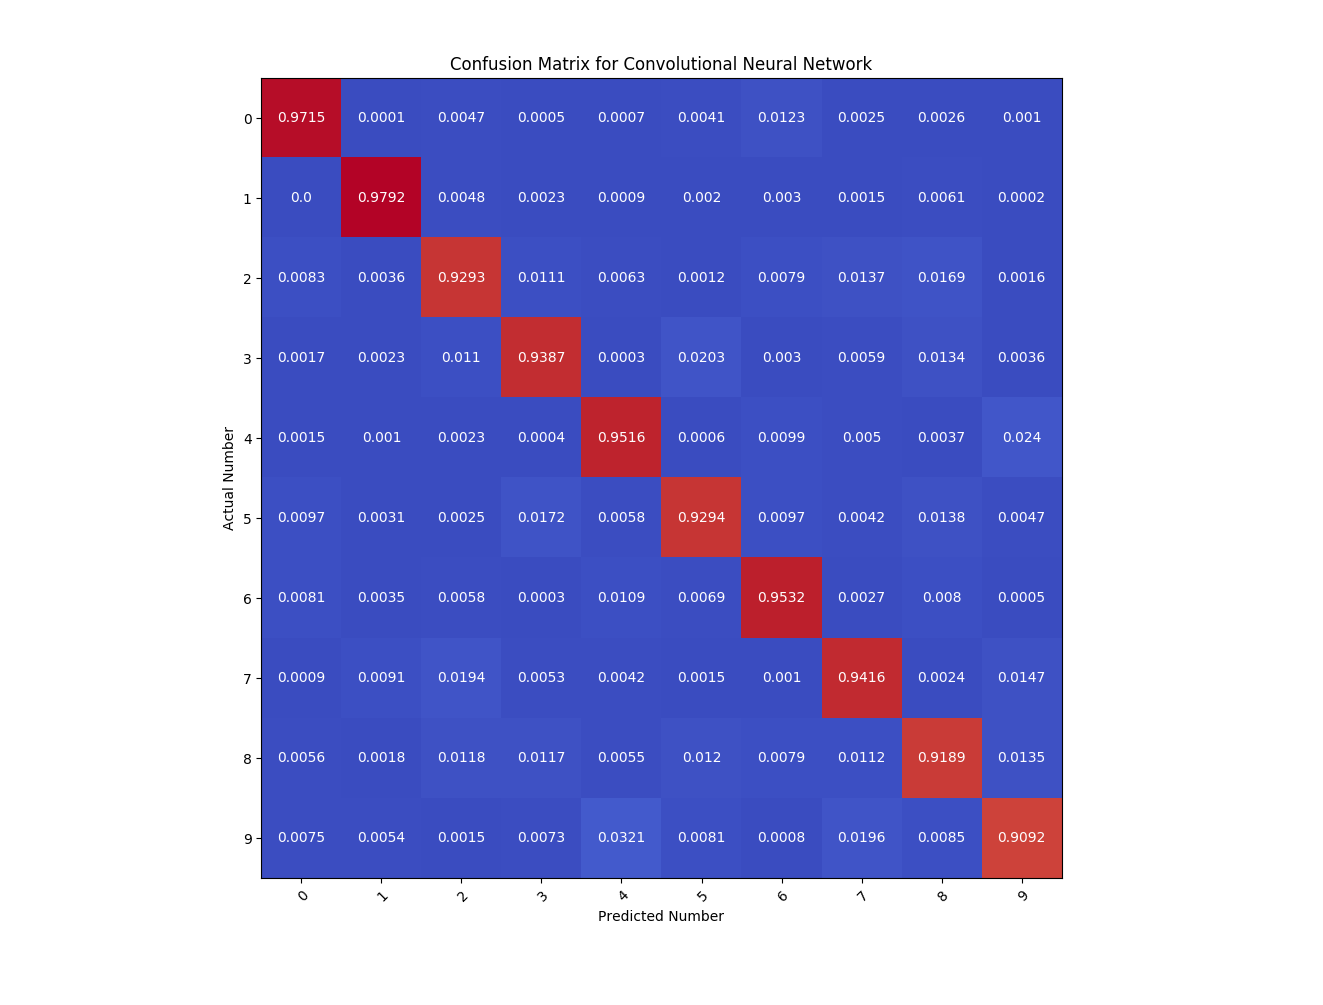 Confusion Matrix for Convolutional Neural Network
0 0.9715 0.0001 0.0047 0.0005 0.0007 0.0041 0.0123 0.0025 0.0026 0.001
1 0.0 0.9792 0.0048 0.0023 0.0009 0.002 0.003 0.0015 0.0061 0.0002
2 0.0083 0.0036 0.9293 0.0111 0.0063 0.0012 0.0079 0.0137 0.0169 0.0016
3 0.0017 0.0023 0.011 0.9387 0.0003 0.0203 0.003 0.0059 0.0134 0.0036
4 0.0015 0.001 0.0023 0.0004 0.9516 0.0006 0.0099 0.005 0.0037 0.024
Actual Number
5 0.0097 0.0031 0.0025 0.0172 0.0058 0.9294 0.0097 0.0042 0.0138 0.0047
6 0.0081 0.0035 0.0058 0.0003 0.0109 0.0069 0.9532 0.0027 0.008 0.0005
7 0.0009 0.0091 0.0194 0.0053 0.0042 0.0015 0.001 0.9416 0.0024 0.0147
8 0.0056 0.0018 0.0118 0.0117 0.0055 0.012 0.0079 0.0112 0.9189 0.0135
9 0.0075 0.0054 0.0015 0.0073 0.0321 0.0081 0.0008 0.0196 0.0085 0.9092
0 1 2 3 4 5 6 7 8 9
Predicted Number